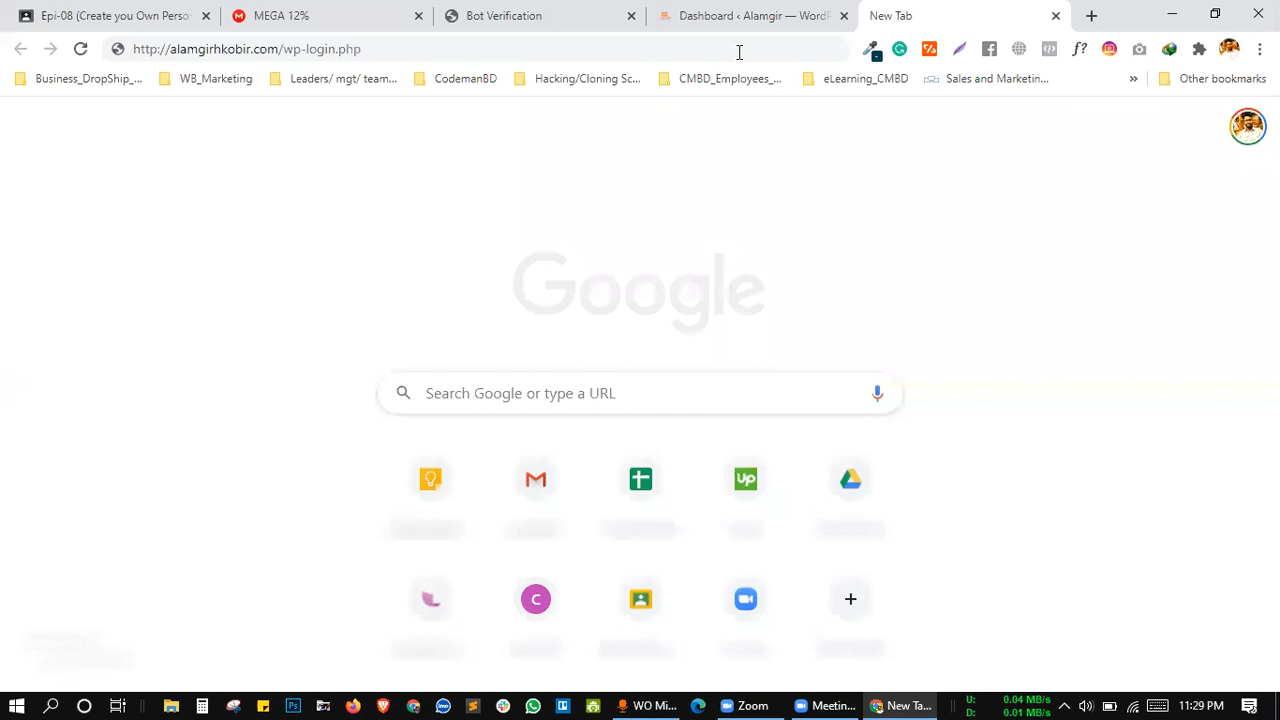 Epi-08 (Create you Own Perso
MEGA 12%
Bot Verification
Dashboard ‹ Alamgir — WordP
New Tab
http://alamgirhkobir.com/wp-login.php
f?
Business_DropShip_...
WB_Marketing
Leaders/ mgt/ team...
CodemanBD
Hacking/Cloning Sc...
CMBD_Employees_...
eLearning_CMBD
Sales and Marketin...
»
Other bookmarks
Google
Search Google or type a URL
up
C
WO Mi...
Zoom
Meetin...
New Ta...
U: 0.04 MB/s
D: 0.01 MB/s
11:29 PM